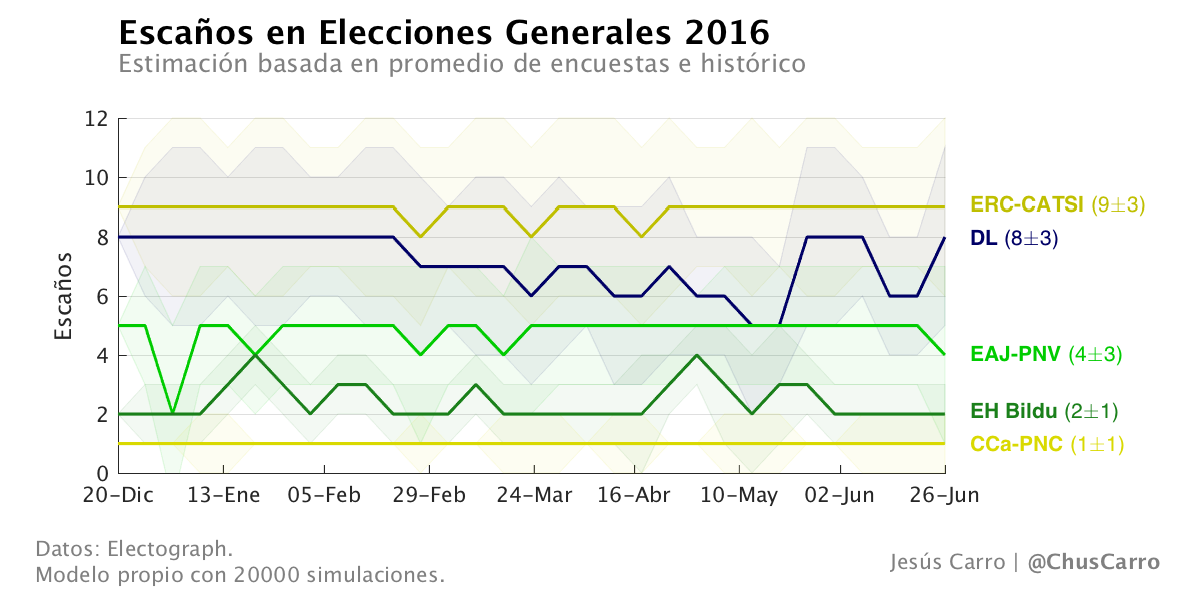 Escaños en Elecciones Generales 2016
Estimación basada en promedio de encuestas e histórico
Escaños
12
10
8
6
4
2
0
20-Dic 13-Ene 05-Feb 29-Feb 24-Mar 16-Abr 10-May 02-Jun 26-Jun
ERC-CATSI (9±3)
DL (8±3)
EAJ-PNV (4±3)
EH Bildu (2±1)
CCa-PNC (1±1)
Datos: Electograph.
Modelo propio con 20000 simulaciones.
Jesús Carro | @ChusCarro